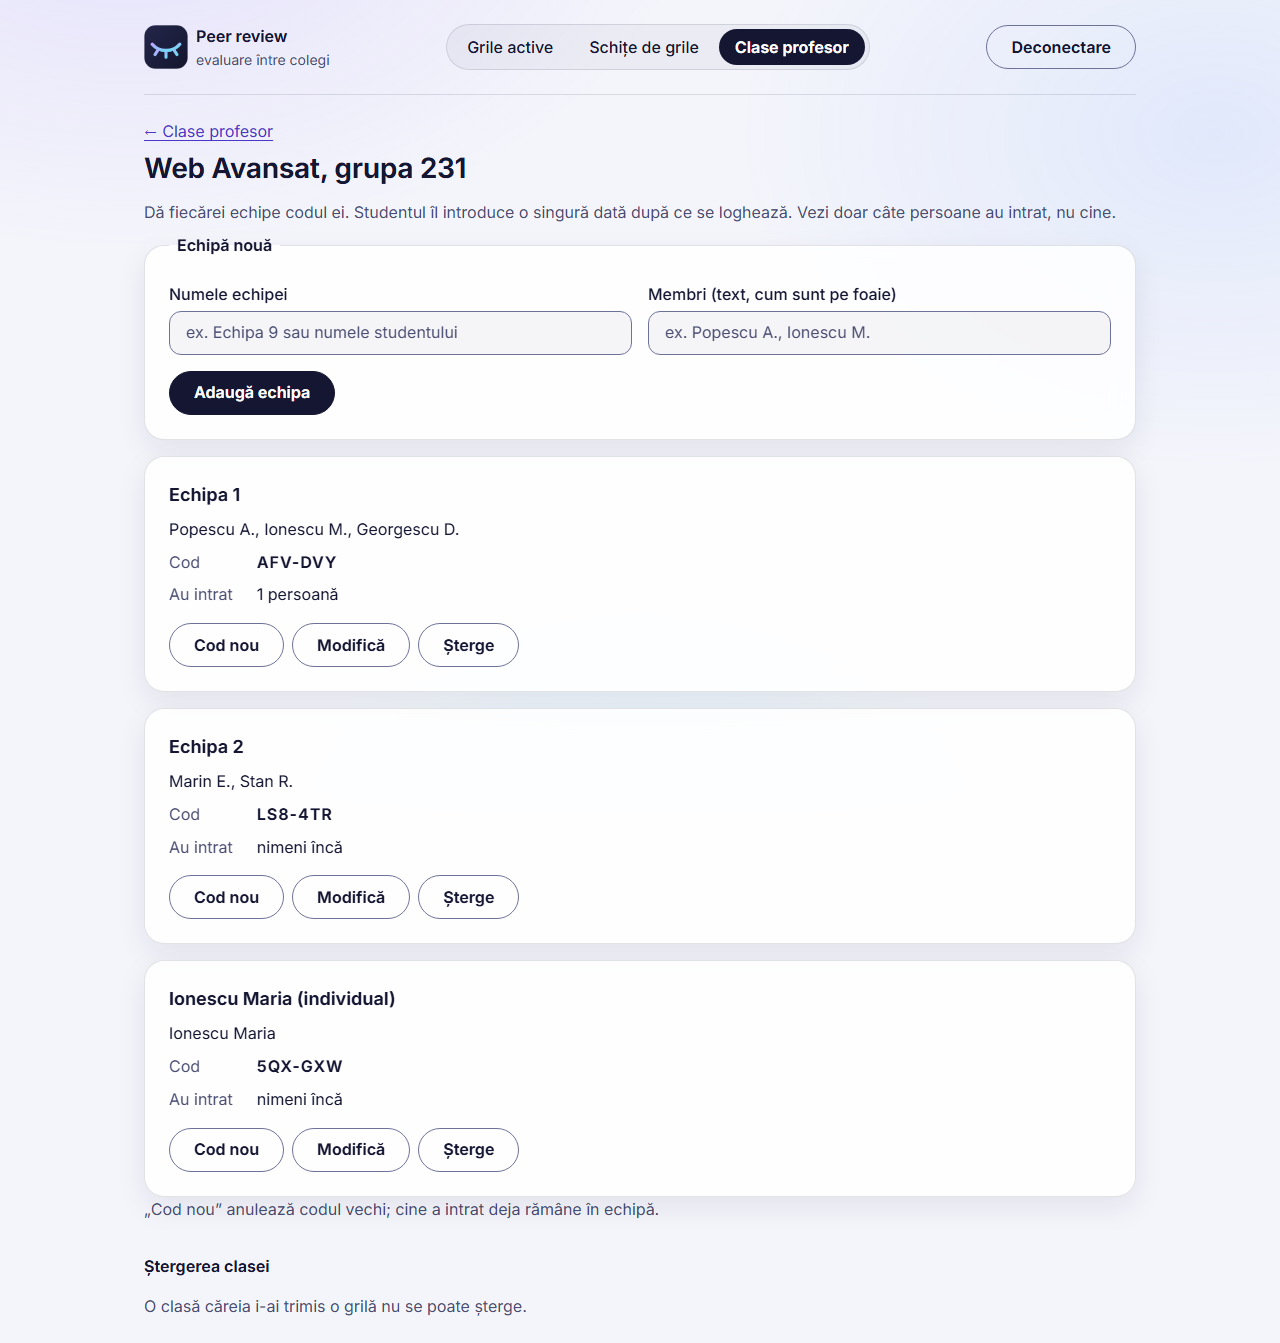 Peer review
evaluare între colegi
Grile active
Schițe de grile
Clase profesor
Deconectare
← Clase profesor
Web Avansat, grupa 231
Dă fiecărei echipe codul ei. Studentul îl introduce o singură dată după ce se loghează. Vezi doar câte persoane au intrat, nu cine.
Echipă nouă
Numele echipei
Membri (text, cum sunt pe foaie)
ex. Echipa 9 sau numele studentului
ex. Popescu A., Ionescu M.
Adaugă echipa
Echipa 1
Popescu A., Ionescu M., Georgescu D.
Cod AFV-DVY
Au intrat 1 persoană
Cod nou
Modifică
Șterge
Echipa 2
Marin E., Stan R.
Cod LS8-4TR
Au intrat nimeni încă
Cod nou
Modifică
Șterge
Ionescu Maria (individual)
Ionescu Maria
Cod 5QX-GXW
Au intrat nimeni încă
Cod nou
Modifică
Șterge
„Cod nou” anulează codul vechi; cine a intrat deja rămâne în echipă.
Ștergerea clasei
O clasă căreia i-ai trimis o grilă nu se poate șterge.